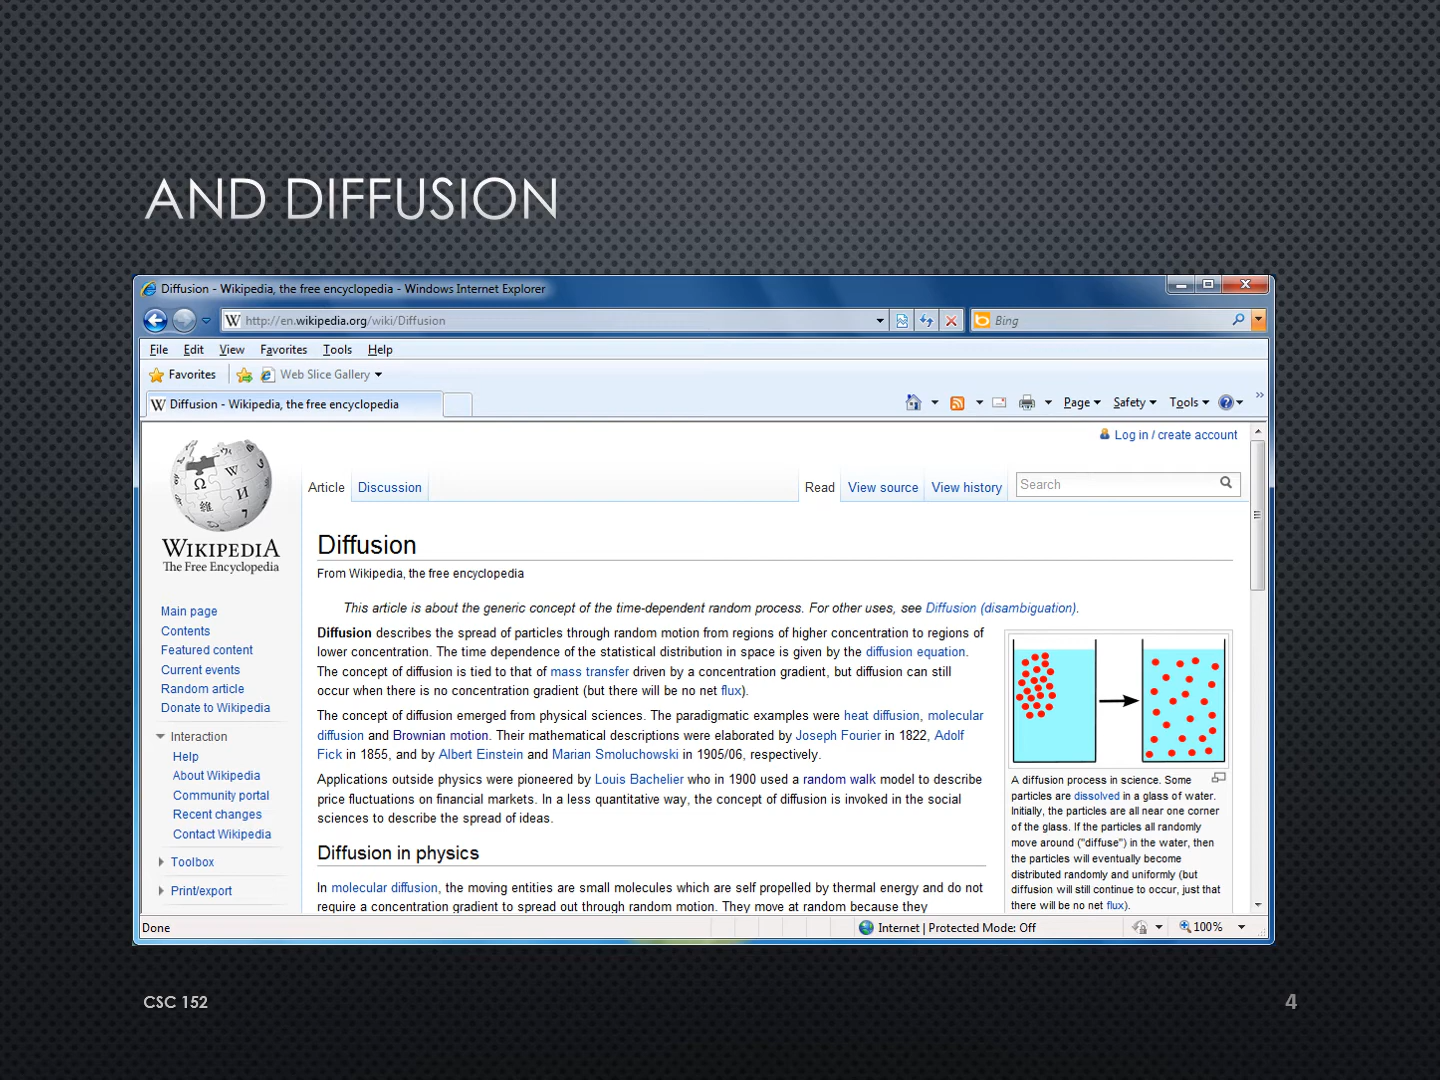 AND DIFFUSION
Diffusion - Wikipedia, the free encyclopedia - Windows Internet Explorer
http://en.wikipedia.org/wiki/Diffusion
Bing
File Edit View Favorites Tools Help
Favorites Web Slice Gallery
Diffusion - Wikipedia, the free encyclopedia
Page Safety Tools
Log in / create account
Article Discussion Read View source View history Search
WIKIPEDIA
The Free Encyclopedia
Main page
Contents
Featured content
Current events
Random article
Donate to Wikipedia
Interaction
Help
About Wikipedia
Community portal
Recent changes
Contact Wikipedia
Toolbox
Print/export
Diffusion
From Wikipedia, the free encyclopedia
This article is about the generic concept of the time-dependent random process. For other uses, see Diffusion (disambiguation).
Diffusion describes the spread of particles through random motion from regions of higher concentration to regions of
lower concentration. The time dependence of the statistical distribution in space is given by the diffusion equation.
The concept of diffusion is tied to that of mass transfer driven by a concentration gradient, but diffusion can still
occur when there is no concentration gradient (but there will be no net flux).
The concept of diffusion emerged from physical sciences. The paradigmatic examples were heat diffusion, molecular
diffusion and Brownian motion. Their mathematical descriptions were elaborated by Joseph Fourier in 1822, Adolf
Fick in 1855, and by Albert Einstein and Marian Smoluchowski in 1905/06, respectively.
Applications outside physics were pioneered by Louis Bachelier who in 1900 used a random walk model to describe
price fluctuations on financial markets. In a less quantitative way, the concept of diffusion is invoked in the social
sciences to describe the spread of ideas.
Diffusion in physics
In molecular diffusion, the moving entities are small molecules which are self propelled by thermal energy and do not
require a concentration gradient to spread out through random motion. They move at random because they
A diffusion process in science. Some
particles are dissolved in a glass of water.
Initially, the particles are all near one corner
of the glass. If the particles all randomly
move around ("diffuse") in the water, then
the particles will eventually become
distributed randomly and uniformly (but
diffusion will still continue to occur, just that
there will be no net flux).
Done
Internet | Protected Mode: Off
100%
CSC 152
4